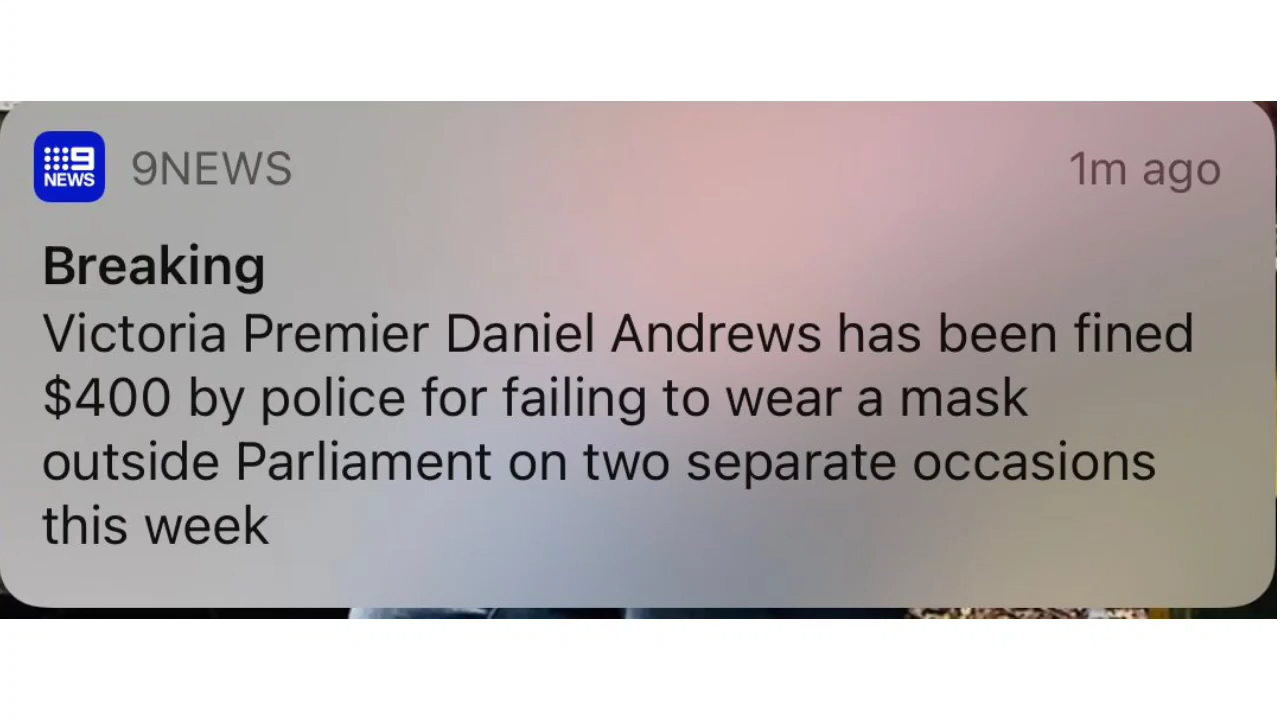 9 NEWS
9NEWS
1m ago
Breaking
Victoria Premier Daniel Andrews has been fined
$400 by police for failing to wear a mask
outside Parliament on two separate occasions
this week